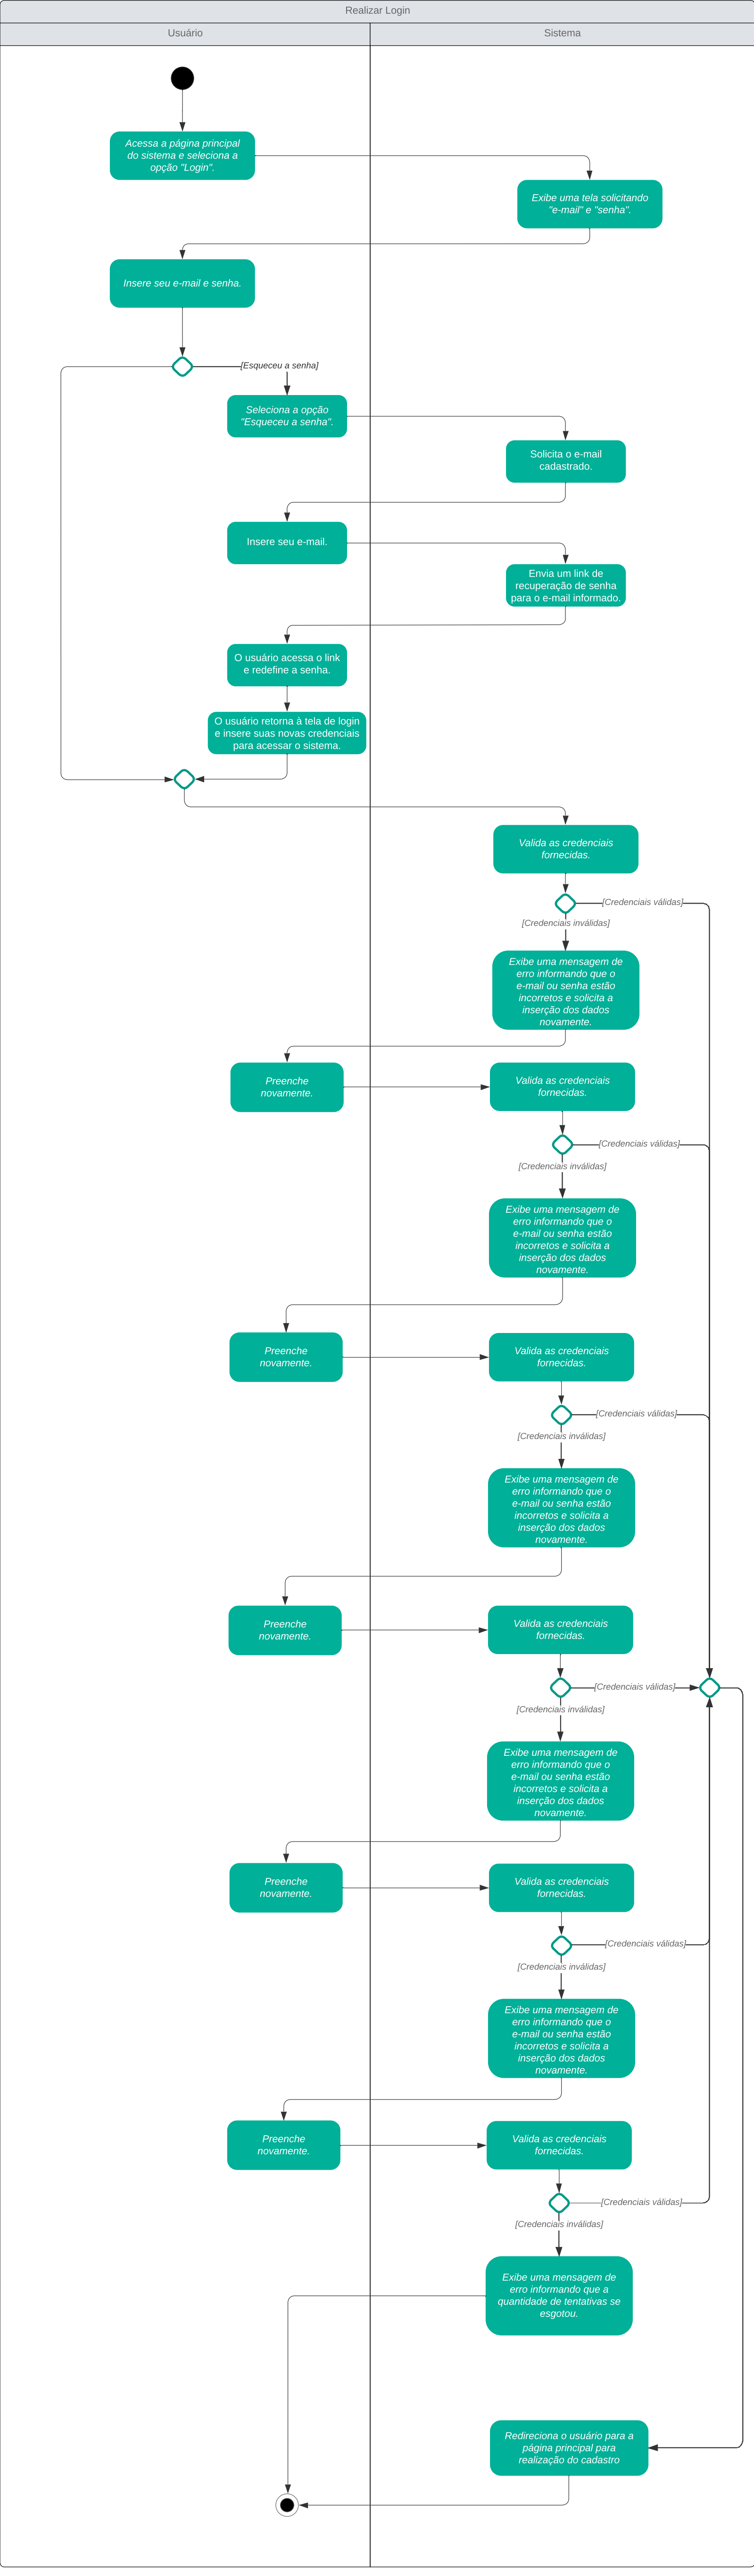 Realizar Login
Usuário
Sistema
Acessa a página principal
do sistema e seleciona a
opção "Login".
Exibe uma tela solicitando
"e-mail" e "senha".
Insere seu e-mail e senha.
[Esqueceu a senha]
Seleciona a opção
"Esqueceu a senha".
Solicita o e-mail
cadastrado.
Insere seu e-mail.
Envia um link de
recuperação de senha
para o e-mail informado.
O usuário acessa o link
e redefine a senha.
O usuário retorna à tela de login
e insere suas novas credenciais
para acessar o sistema.
Valida as credenciais
fornecidas.
[Credenciais válidas]
[Credenciais inválidas]
Exibe uma mensagem de
erro informando que o
e-mail ou senha estão
incorretos e solicita a
inserção dos dados
novamente.
Preenche
novamente.
Valida as credenciais
fornecidas.
[Credenciais válidas]
[Credenciais inválidas]
Exibe uma mensagem de
erro informando que o
e-mail ou senha estão
incorretos e solicita a
inserção dos dados
novamente.
Preenche
novamente.
Valida as credenciais
fornecidas.
[Credenciais válidas]
[Credenciais inválidas]
Exibe uma mensagem de
erro informando que o
e-mail ou senha estão
incorretos e solicita a
inserção dos dados
novamente.
Preenche
novamente.
Valida as credenciais
fornecidas.
[Credenciais válidas]
[Credenciais inválidas]
Exibe uma mensagem de
erro informando que o
e-mail ou senha estão
incorretos e solicita a
inserção dos dados
novamente.
Preenche
novamente.
Valida as credenciais
fornecidas.
[Credenciais válidas]
[Credenciais inválidas]
Exibe uma mensagem de
erro informando que o
e-mail ou senha estão
incorretos e solicita a
inserção dos dados
novamente.
Preenche
novamente.
Valida as credenciais
fornecidas.
[Credenciais válidas]
[Credenciais inválidas]
Exibe uma mensagem de
erro informando que a
quantidade de tentativas se
esgotou.
Redireciona o usuário para a
página principal para
realização do cadastro